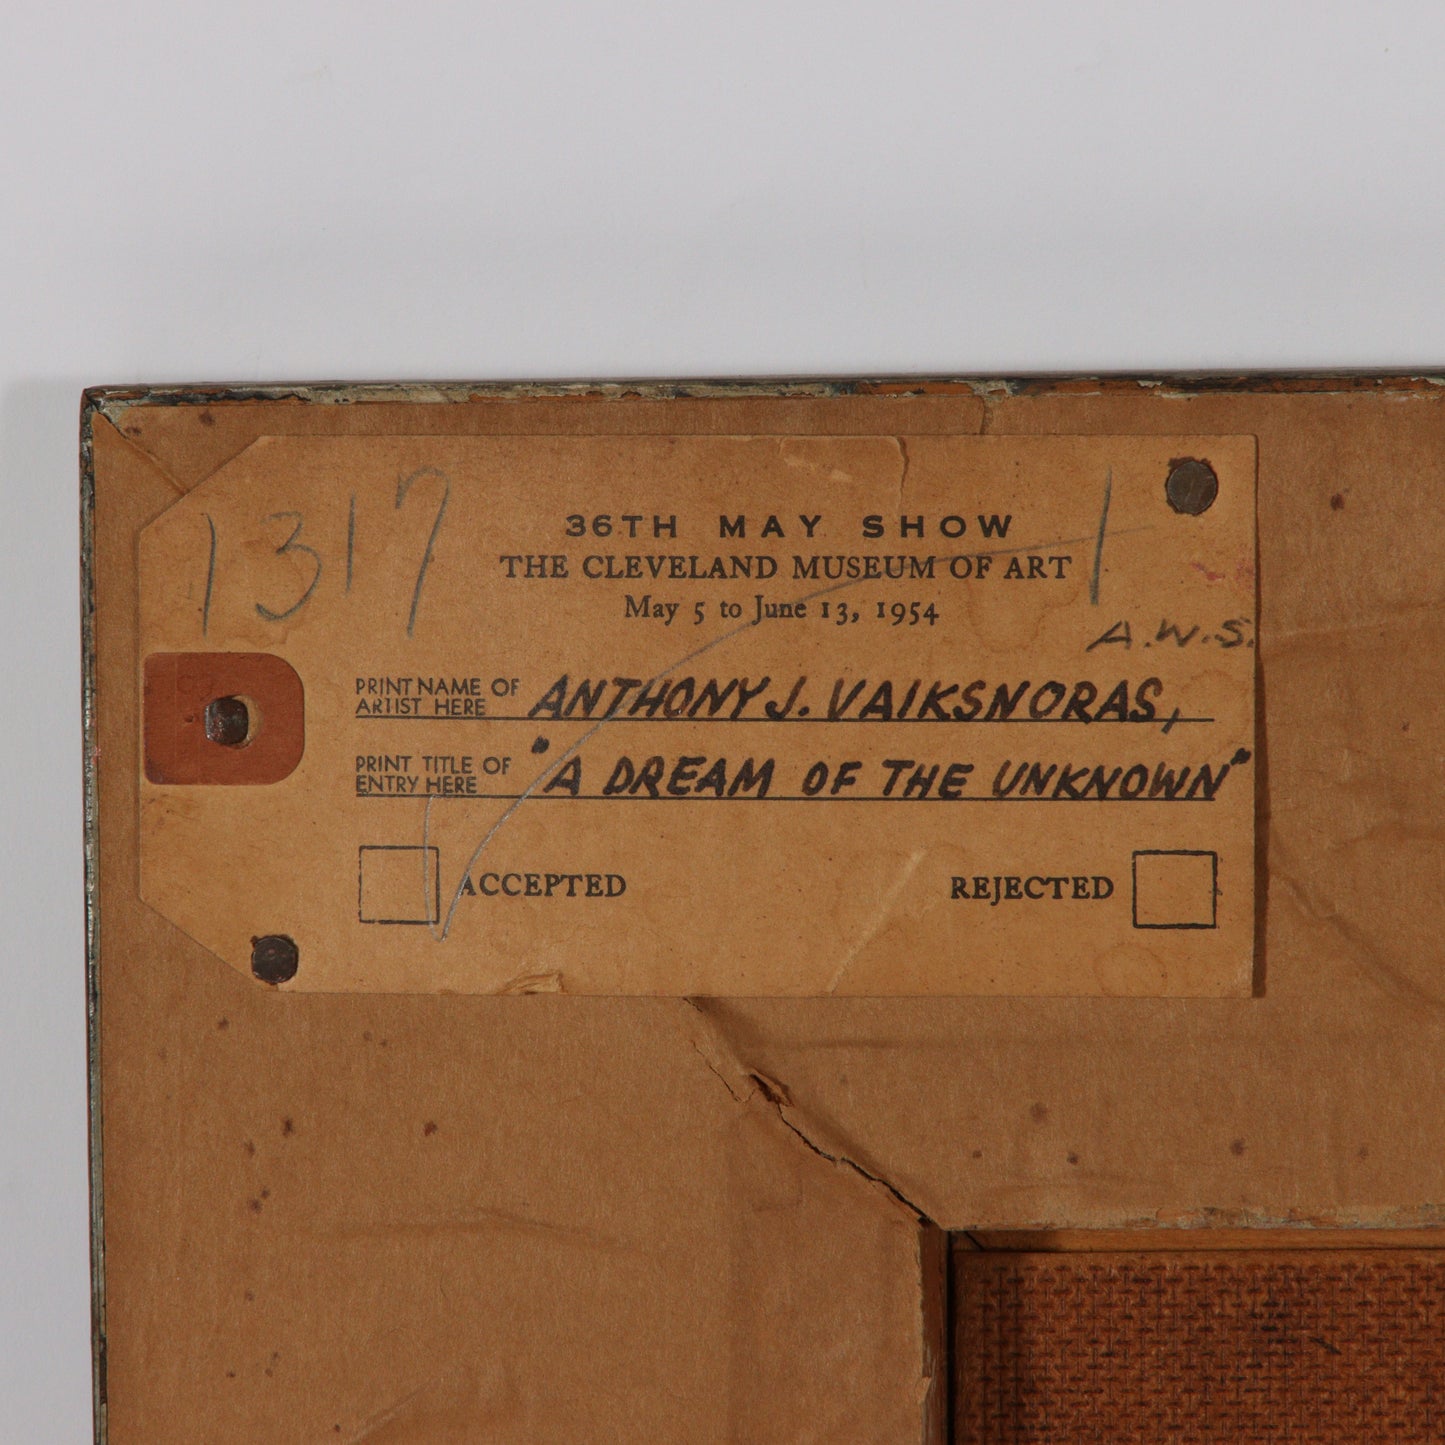 1317
36TH MAY SHOW
THE CLEVELAND MUSEUM OF ART
May 5 to June 13, 1954
A.W.S.
PRINT NAME OF
ARTIST HERE
ANTHONY J. VAIKSNORAS,
PRINT TITLE OF
ENTRY HERE
"A DREAM OF THE UNKNOWN"
ACCEPTED
REJECTED